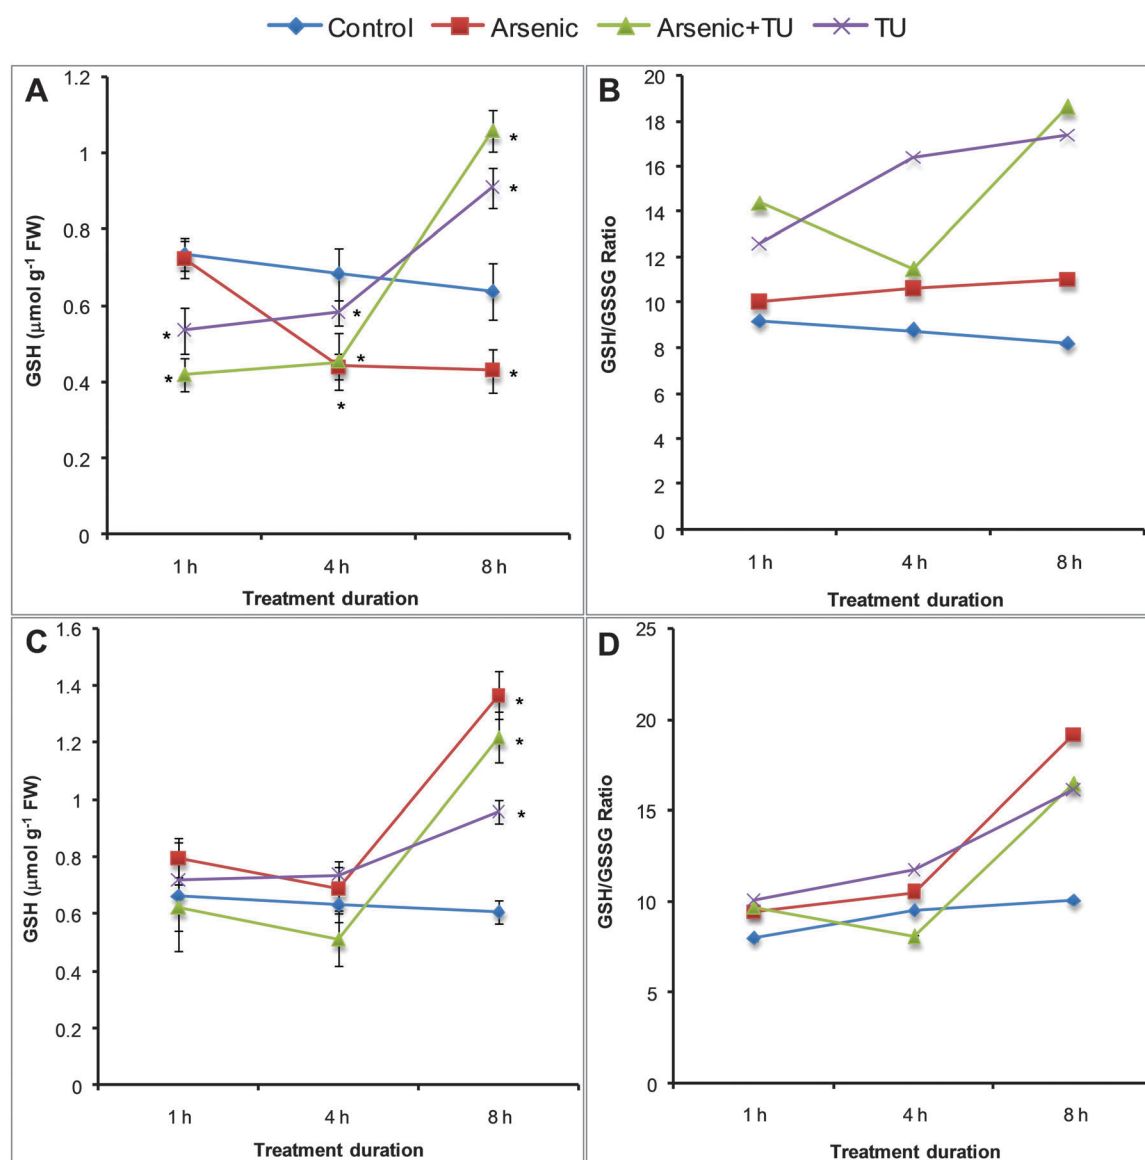 Control Arsenic Arsenic+TU TU
A
1.2
1
0.8
0.6
0.4
0.2
0
GSH (µmol g⁻¹ FW)
* * * * * * * *
1 h 4 h 8 h
Treatment duration
B
20
18
16
14
12
10
8
6
4
2
0
GSH/GSSG Ratio
1 h 4 h 8 h
Treatment duration
C
1.6
1.4
1.2
1
0.8
0.6
0.4
0.2
0
GSH (µmol g⁻¹ FW)
* * *
1 h 4 h 8 h
Treatment duration
D
25
20
15
10
5
0
GSH/GSSG Ratio
1 h 4 h 8 h
Treatment duration